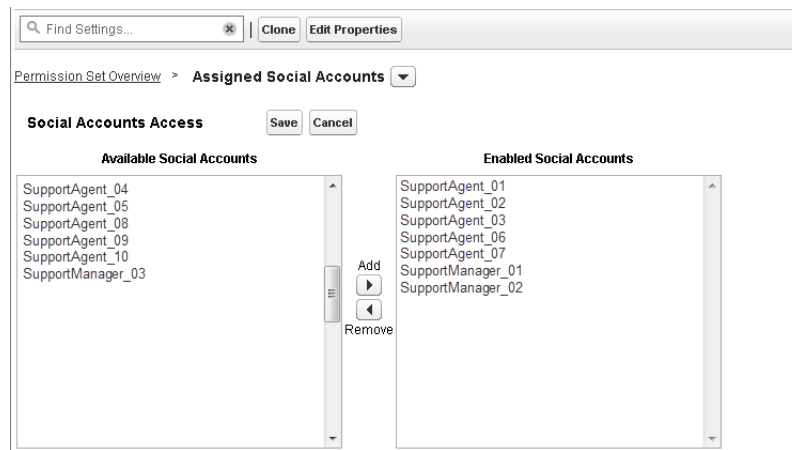 Find Settings... | Clone Edit Properties
Permission Set Overview > Assigned Social Accounts
Social Accounts Access Save Cancel
Available Social Accounts
SupportAgent_04
SupportAgent_05
SupportAgent_08
SupportAgent_09
SupportAgent_10
SupportManager_03
Add
Remove
Enabled Social Accounts
SupportAgent_01
SupportAgent_02
SupportAgent_03
SupportAgent_06
SupportAgent_07
SupportManager_01
SupportManager_02